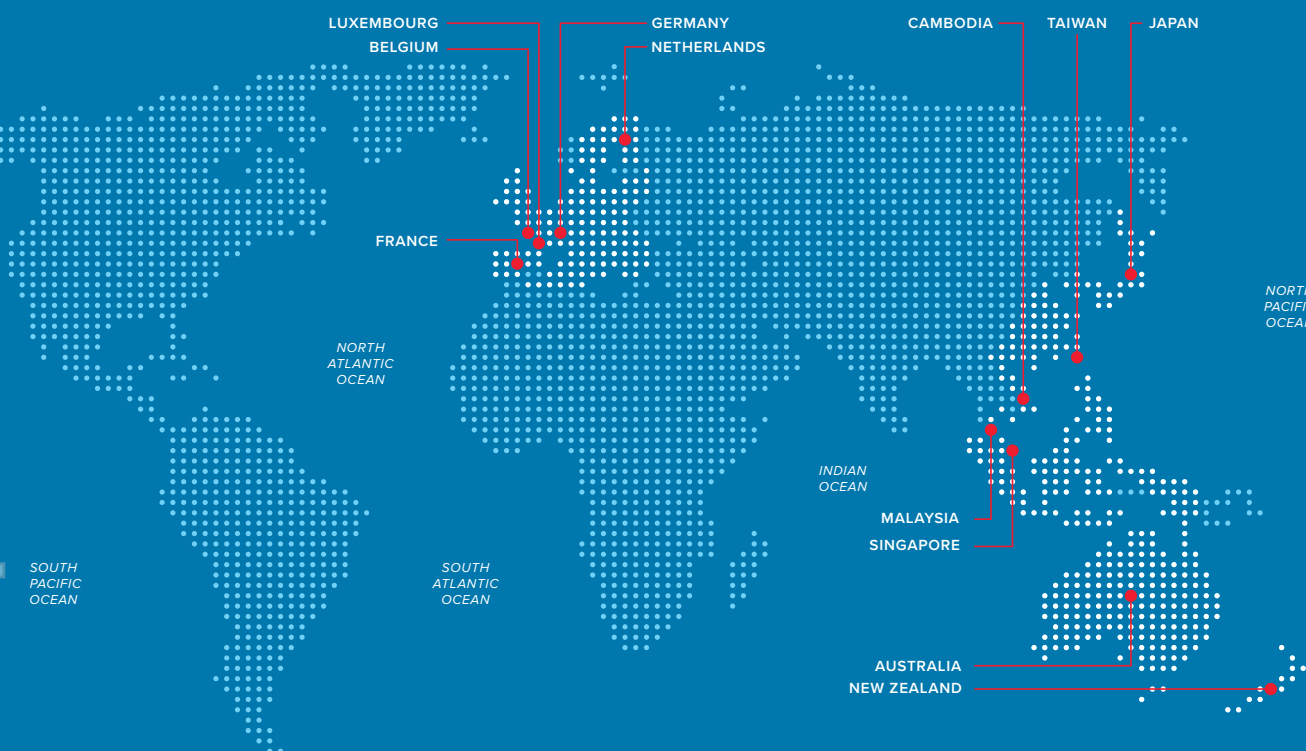 LUXEMBOURG
GERMANY
CAMBODIA
TAIWAN
JAPAN
BELGIUM
NETHERLANDS
FRANCE
NORTH
ATLANTIC
OCEAN
INDIAN
OCEAN
MALAYSIA
SINGAPORE
SOUTH
PACIFIC
OCEAN
SOUTH
ATLANTIC
OCEAN
AUSTRALIA
NEW ZEALAND